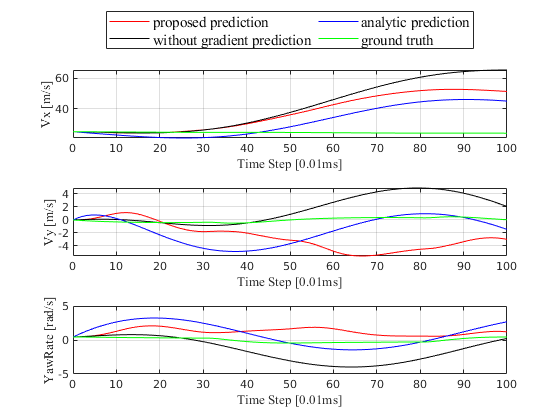 proposed prediction analytic prediction
without gradient prediction ground truth
Vx [m/s]
60
40
0 10 20 30 40 50 60 70 80 90 100
Time Step [0.01ms]
Vy [m/s]
4
2
0
-2
-4
0 10 20 30 40 50 60 70 80 90 100
Time Step [0.01ms]
YawRate [rad/s]
5
0
-5
0 10 20 30 40 50 60 70 80 90 100
Time Step [0.01ms]